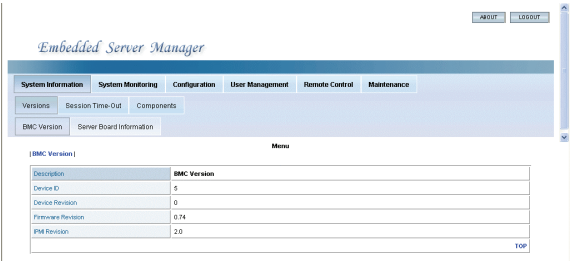 ABOUT LOGOUT
Embedded Server Manager
System Information System Monitoring Configuration User Management Remote Control Maintenance
Versions Session Time-Out Components
BMC Version Server Board Information
Menu
|BMC Version|
Description BMC Version
Device ID 5
Device Revision 0
Firmware Revision 0.74
IPMI Revision 2.0
TOP